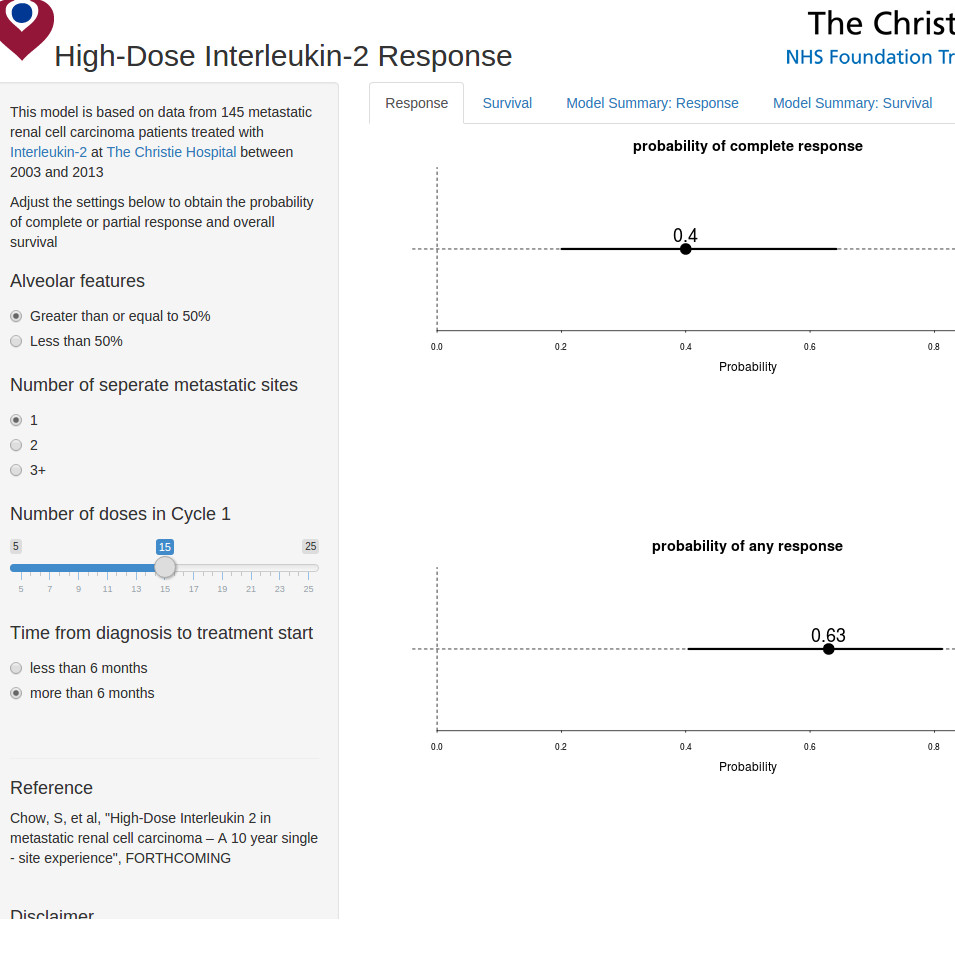 The Christ
NHS Foundation Tr
High-Dose Interleukin-2 Response
This model is based on data from 145 metastatic
renal cell carcinoma patients treated with
Interleukin-2 at The Christie Hospital between
2003 and 2013
Adjust the settings below to obtain the probability
of complete or partial response and overall
survival
Alveolar features
Greater than or equal to 50%
Less than 50%
Number of seperate metastatic sites
1
2
3+
Number of doses in Cycle 1
5 15 25
5 7 9 11 13 15 17 19 21 23 25
Time from diagnosis to treatment start
less than 6 months
more than 6 months
Reference
Chow, S, et al, "High-Dose Interleukin 2 in
metastatic renal cell carcinoma – A 10 year single
- site experience", FORTHCOMING
Disclaimer
Response Survival Model Summary: Response Model Summary: Survival
probability of complete response
0.4
0.0 0.2 0.4 0.6 0.8
Probability
probability of any response
0.63
0.0 0.2 0.4 0.6 0.8
Probability